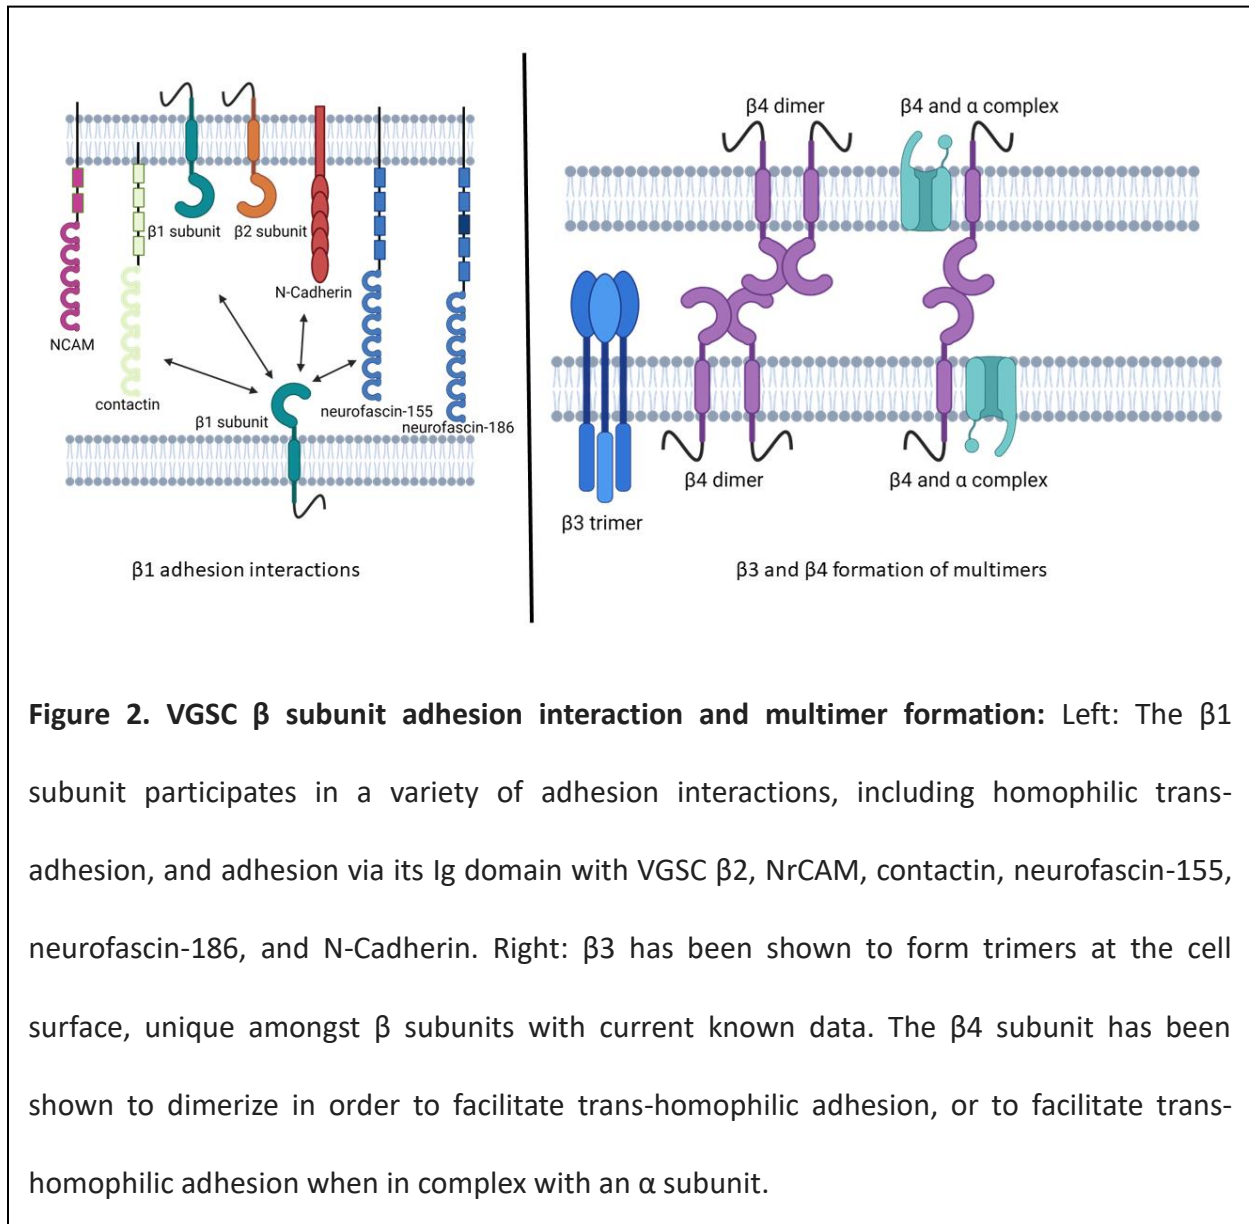 β1 subunit
β2 subunit
N-Cadherin
NCAM
contactin
β1 subunit
neurofascin-155
neurofascin-186
β1 adhesion interactions
β4 dimer
β4 and α complex
β4 dimer
β4 and α complex
β3 trimer
β3 and β4 formation of multimers
Figure 2. VGSC β subunit adhesion interaction and multimer formation: Left: The β1
subunit participates in a variety of adhesion interactions, including homophilic trans-
adhesion, and adhesion via its Ig domain with VGSC β2, NrCAM, contactin, neurofascin-155,
neurofascin-186, and N-Cadherin. Right: β3 has been shown to form trimers at the cell
surface, unique amongst β subunits with current known data. The β4 subunit has been
shown to dimerize in order to facilitate trans-homophilic adhesion, or to facilitate trans-
homophilic adhesion when in complex with an α subunit.